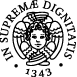 IN SUPREMÆ DIGNITATIS
· 1343 ·